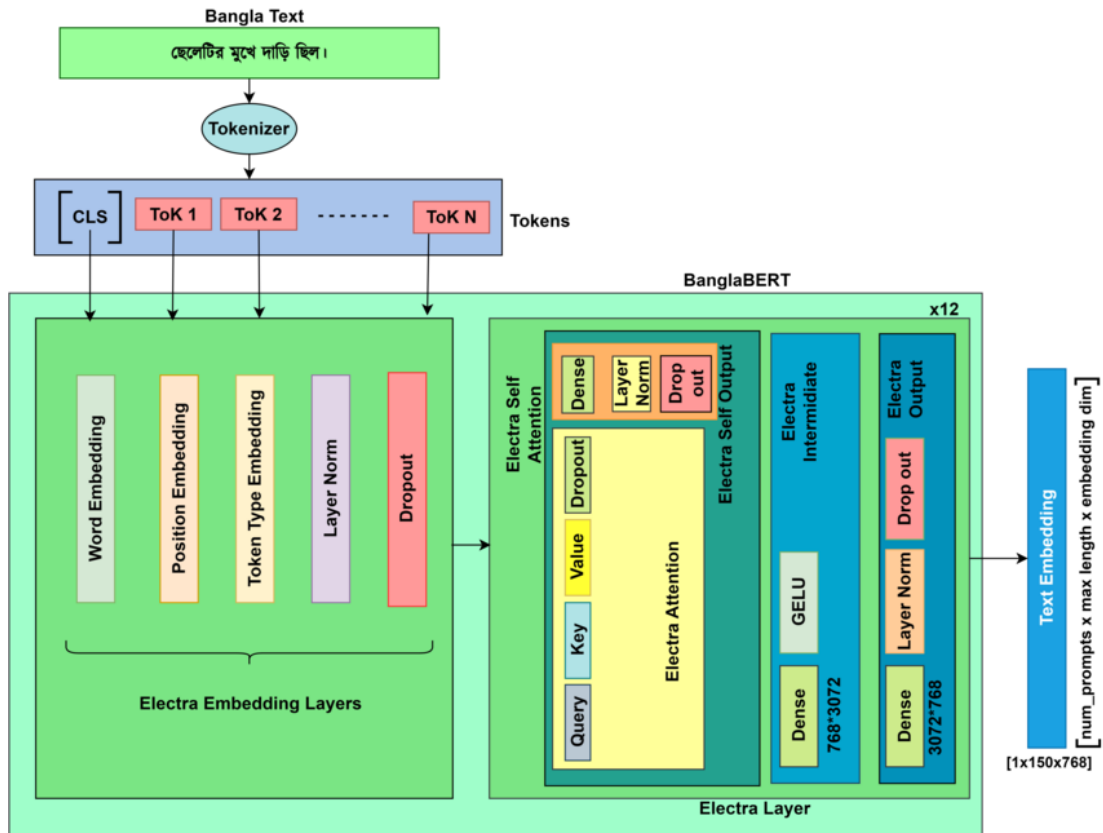 Bangla Text
ছেলেটির মুখে দাড়ি ছিল।
Tokenizer
[CLS]
ToK 1
ToK 2
-------
ToK N
Tokens
BanglaBERT
x12
Word Embedding
Position Embedding
Token Type Embedding
Layer Norm
Dropout
Electra Embedding Layers
Electra Self
Attention
Dense
Layer
Norm
Drop
out
Electra Self Output
Dropout
Value
Key
Query
Electra Attention
Electra
Intermidiate
GELU
Dense
768*3072
Electra
Output
Drop out
Layer Norm
Dense
3072*768
Electra Layer
Text Embedding
[num_prompts x max length x embedding dim]
[1x150x768]